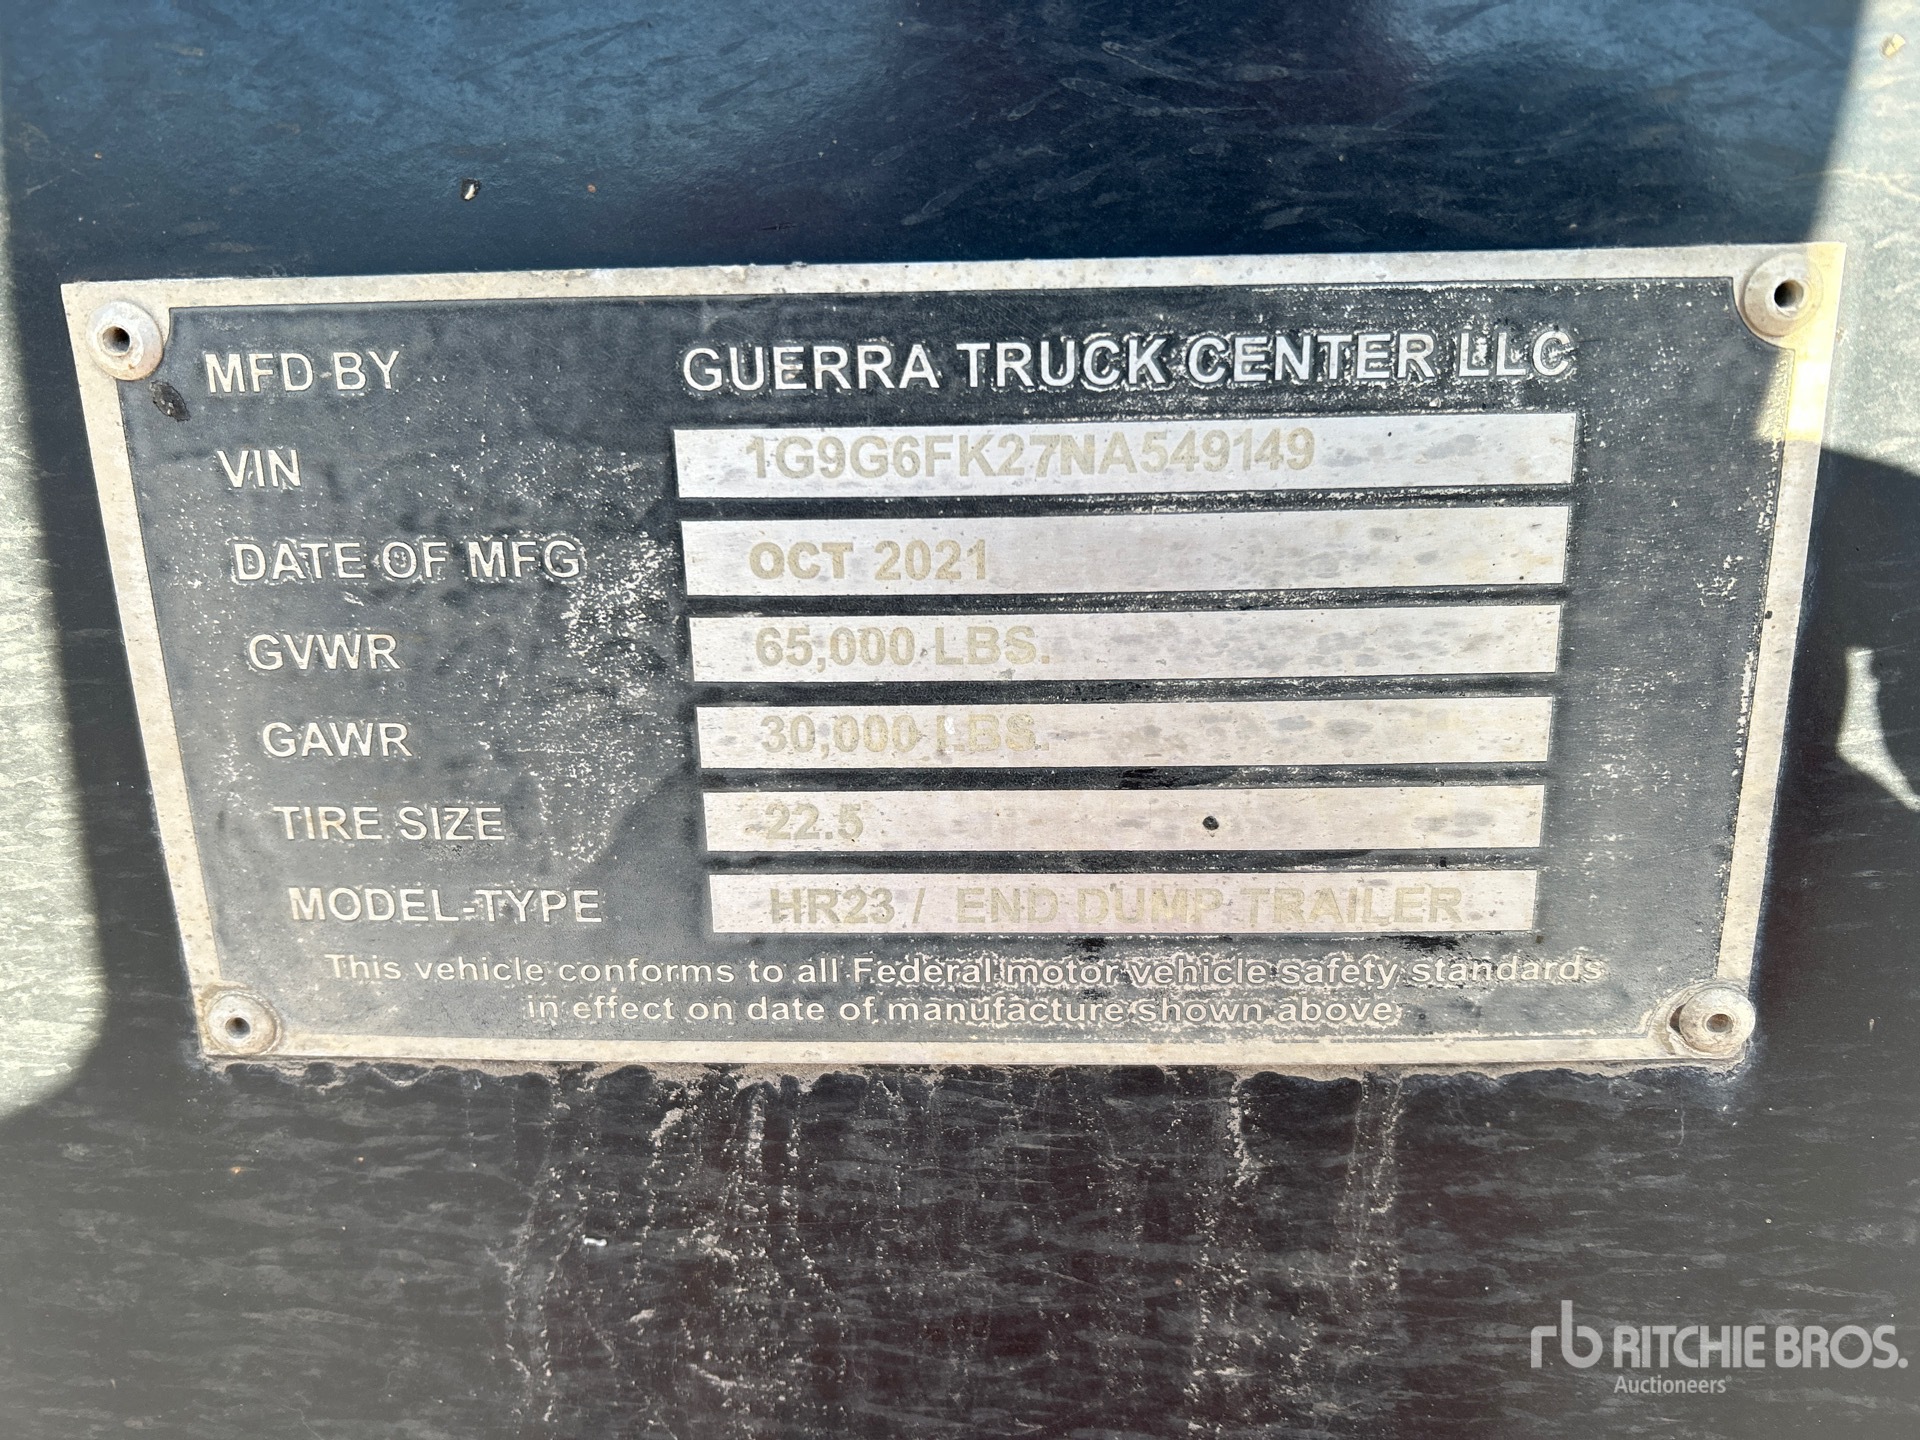 MFD BY GUERRA TRUCK CENTER LLC
VIN 1G9G6FK27NA549149
DATE OF MFG OCT 2021
GVWR 65,000 LBS.
GAWR 30,000 LBS.
TIRE SIZE 22.5
MODEL-TYPE HR23 / END DUMP TRAILER
This vehicle conforms to all Federal motor vehicle safety standards
in effect on date of manufacture shown above
rb RITCHIE BROS.
Auctioneers